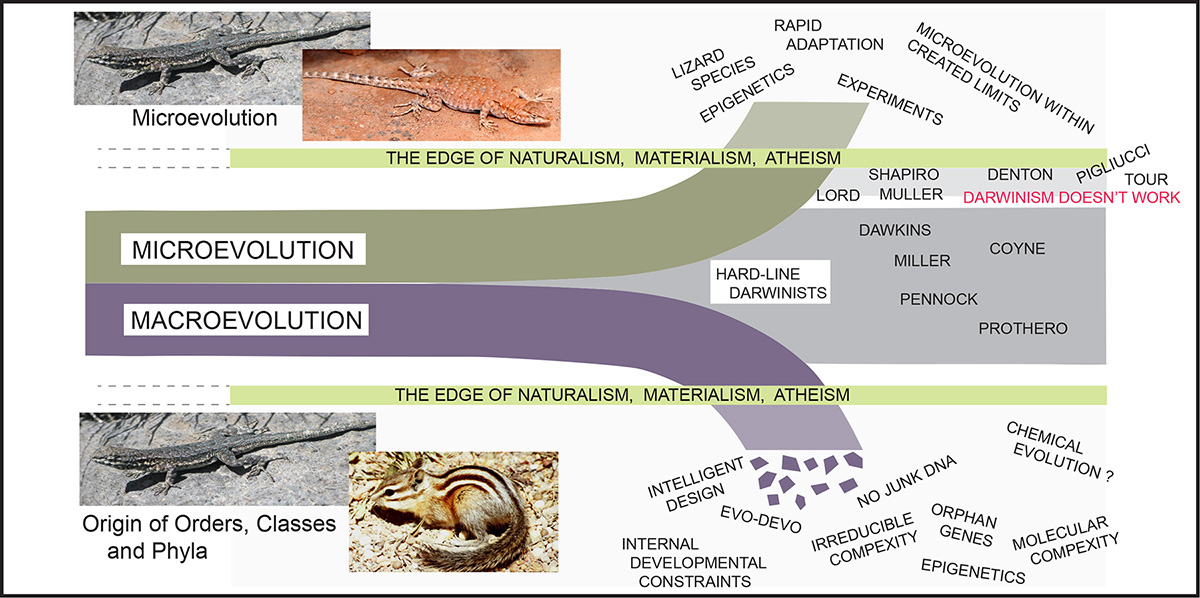 LIZARD
SPECIES
EPIGENETICS
RAPID
ADAPTATION
EXPERIMENTS
MICROEVOLUTION WITHIN
CREATED LIMITS
Microevolution
THE EDGE OF NATURALISM, MATERIALISM, ATHEISM
LORD
SHAPIRO
MULLER
DENTON
PIGLIUCCI
TOUR
DARWINISM DOESN'T WORK
MICROEVOLUTION
MACROEVOLUTION
HARD-LINE
DARWINISTS
DAWKINS
MILLER
COYNE
PENNOCK
PROTHERO
THE EDGE OF NATURALISM, MATERIALISM, ATHEISM
Origin of Orders, Classes
and Phyla
INTELLIGENT
DESIGN
EVO-DEVO
INTERNAL
DEVELOPMENTAL
CONSTRAINTS
NO JUNK DNA
IRREDUCIBLE
COMPEXITY
ORPHAN
GENES
EPIGENETICS
CHEMICAL
EVOLUTION ?
MOLECULAR
COMPEXITY